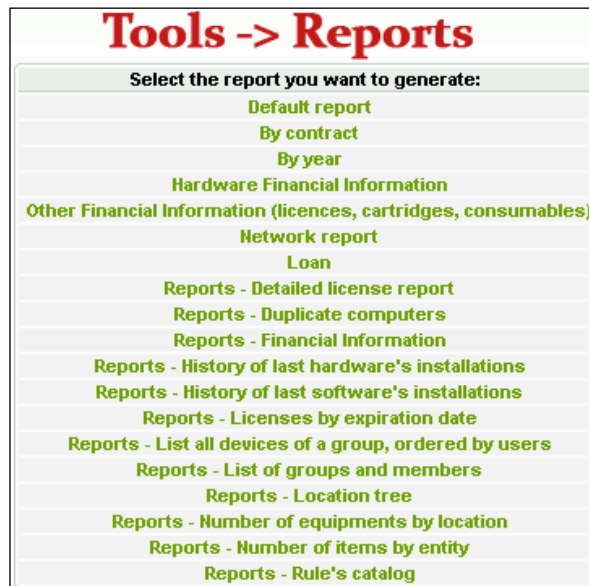 Tools -> Reports
Select the report you want to generate:
Default report
By contract
By year
Hardware Financial Information
Other Financial Information (licences, cartridges, consumables)
Network report
Loan
Reports - Detailed license report
Reports - Duplicate computers
Reports - Financial Information
Reports - History of last hardware's installations
Reports - History of last software's installations
Reports - Licenses by expiration date
Reports - List all devices of a group, ordered by users
Reports - List of groups and members
Reports - Location tree
Reports - Number of equipments by location
Reports - Number of items by entity
Reports - Rule's catalog